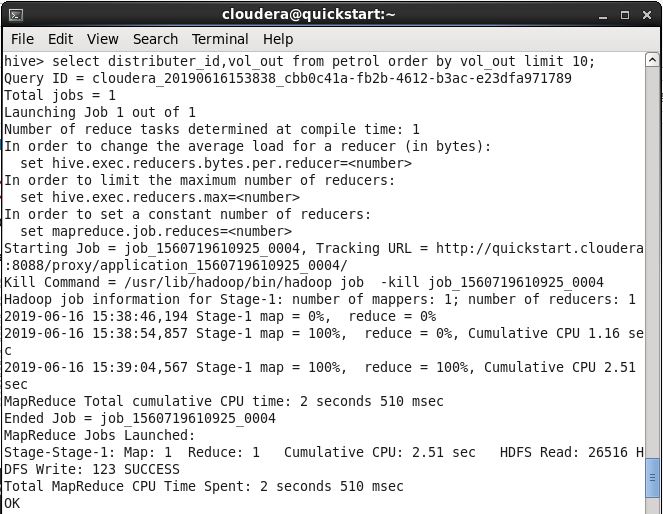 cloudera@quickstart:~
File Edit View Search Terminal Help
hive> select distributer_id,vol_out from petrol order by vol_out limit 10;
Query ID = cloudera_20190616153838_cbb0c41a-fb2b-4612-b3ac-e23dfa971789
Total jobs = 1
Launching Job 1 out of 1
Number of reduce tasks determined at compile time: 1
In order to change the average load for a reducer (in bytes):
  set hive.exec.reducers.bytes.per.reducer=<number>
In order to limit the maximum number of reducers:
  set hive.exec.reducers.max=<number>
In order to set a constant number of reducers:
  set mapreduce.job.reduces=<number>
Starting Job = job_1560719610925_0004, Tracking URL = http://quickstart.cloudera
:8088/proxy/application_1560719610925_0004/
Kill Command = /usr/lib/hadoop/bin/hadoop job  -kill job_1560719610925_0004
Hadoop job information for Stage-1: number of mappers: 1; number of reducers: 1
2019-06-16 15:38:46,194 Stage-1 map = 0%,  reduce = 0%
2019-06-16 15:38:54,857 Stage-1 map = 100%,  reduce = 0%, Cumulative CPU 1.16 se
c
2019-06-16 15:39:04,567 Stage-1 map = 100%,  reduce = 100%, Cumulative CPU 2.51
sec
MapReduce Total cumulative CPU time: 2 seconds 510 msec
Ended Job = job_1560719610925_0004
MapReduce Jobs Launched:
Stage-Stage-1: Map: 1  Reduce: 1   Cumulative CPU: 2.51 sec   HDFS Read: 26516 H
DFS Write: 123 SUCCESS
Total MapReduce CPU Time Spent: 2 seconds 510 msec
OK